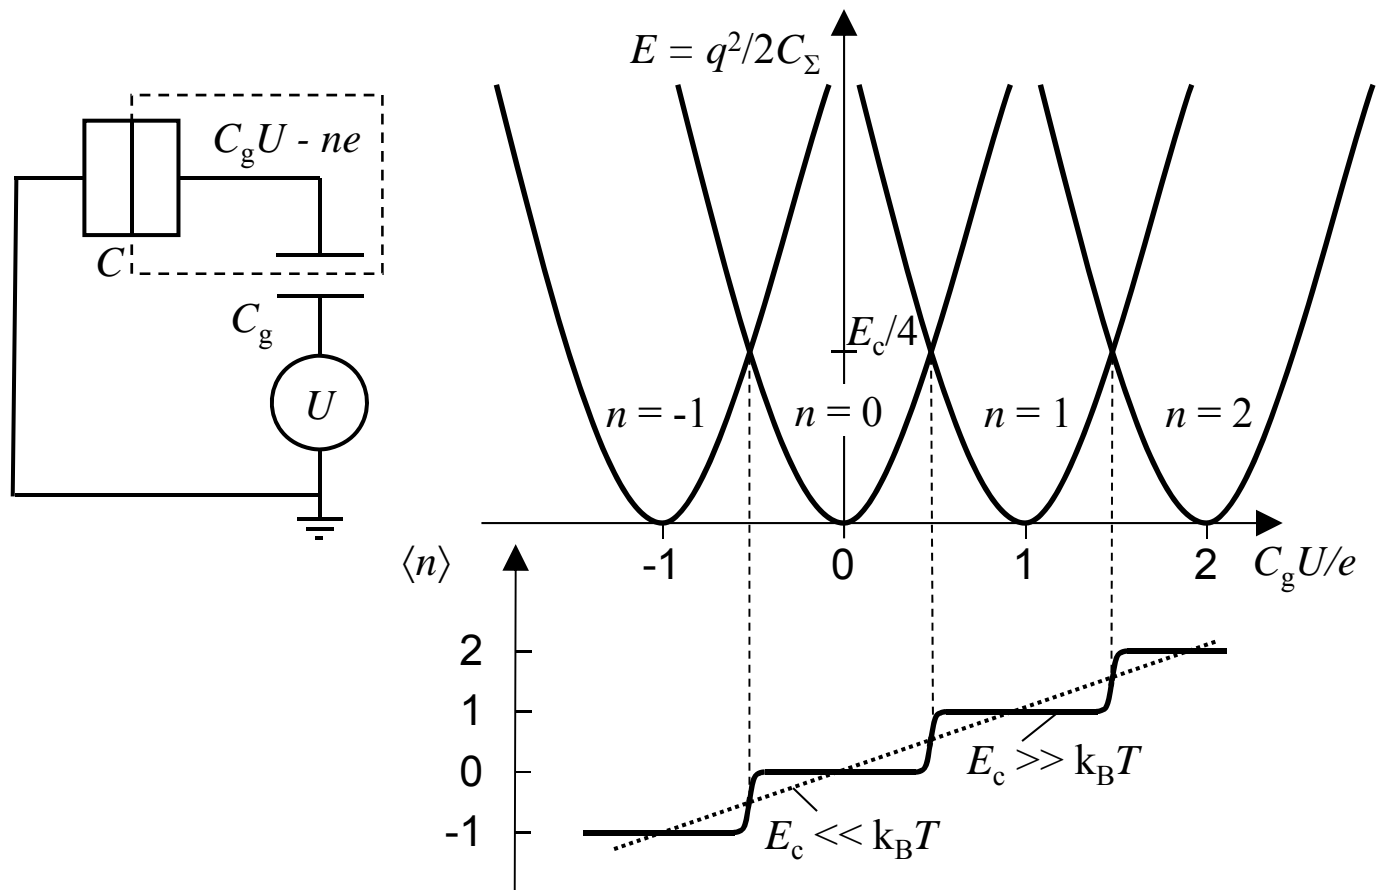 E = q²/2C_Σ
C_gU - ne
C
C_g
U
E_c/4
n = -1
n = 0
n = 1
n = 2
-1
0
1
2
C_gU/e
⟨n⟩
2
1
0
-1
E_c >> k_BT
E_c << k_BT